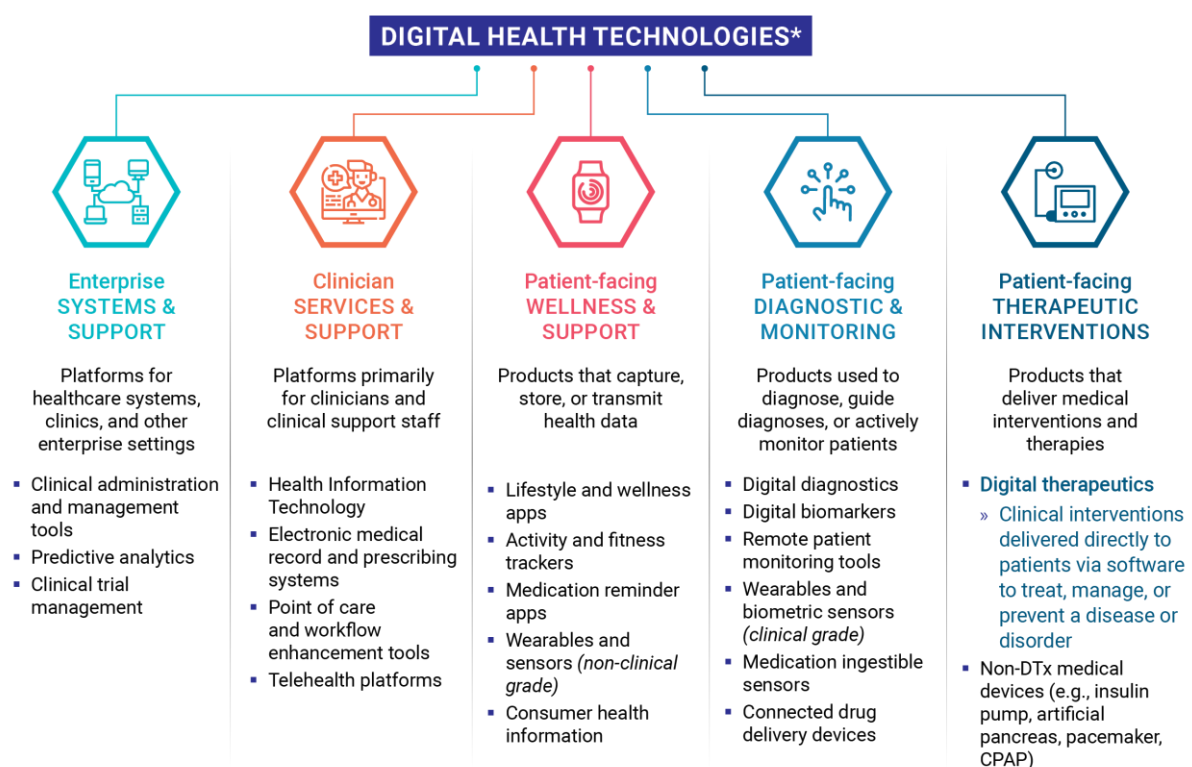 DIGITAL HEALTH TECHNOLOGIES*
Enterprise
SYSTEMS &
SUPPORT
Platforms for
healthcare systems,
clinics, and other
enterprise settings
▪ Clinical administration
and management
tools
▪ Predictive analytics
▪ Clinical trial
management
Clinician
SERVICES &
SUPPORT
Platforms primarily
for clinicians and
clinical support staff
▪ Health Information
Technology
▪ Electronic medical
record and prescribing
systems
▪ Point of care
and workflow
enhancement tools
▪ Telehealth platforms
Patient-facing
WELLNESS &
SUPPORT
Products that capture,
store, or transmit
health data
▪ Lifestyle and wellness
apps
▪ Activity and fitness
trackers
▪ Medication reminder
apps
▪ Wearables and
sensors (non-clinical
grade)
▪ Consumer health
information
Patient-facing
DIAGNOSTIC &
MONITORING
Products used to
diagnose, guide
diagnoses, or actively
monitor patients
▪ Digital diagnostics
▪ Digital biomarkers
▪ Remote patient
monitoring tools
▪ Wearables and
biometric sensors
(clinical grade)
▪ Medication ingestible
sensors
▪ Connected drug
delivery devices
Patient-facing
THERAPEUTIC
INTERVENTIONS
Products that
deliver medical
interventions and
therapies
▪ Digital therapeutics
» Clinical interventions
delivered directly to
patients via software
to treat, manage, or
prevent a disease or
disorder
▪ Non-DTx medical
devices (e.g., insulin
pump, artificial
pancreas, pacemaker,
CPAP)